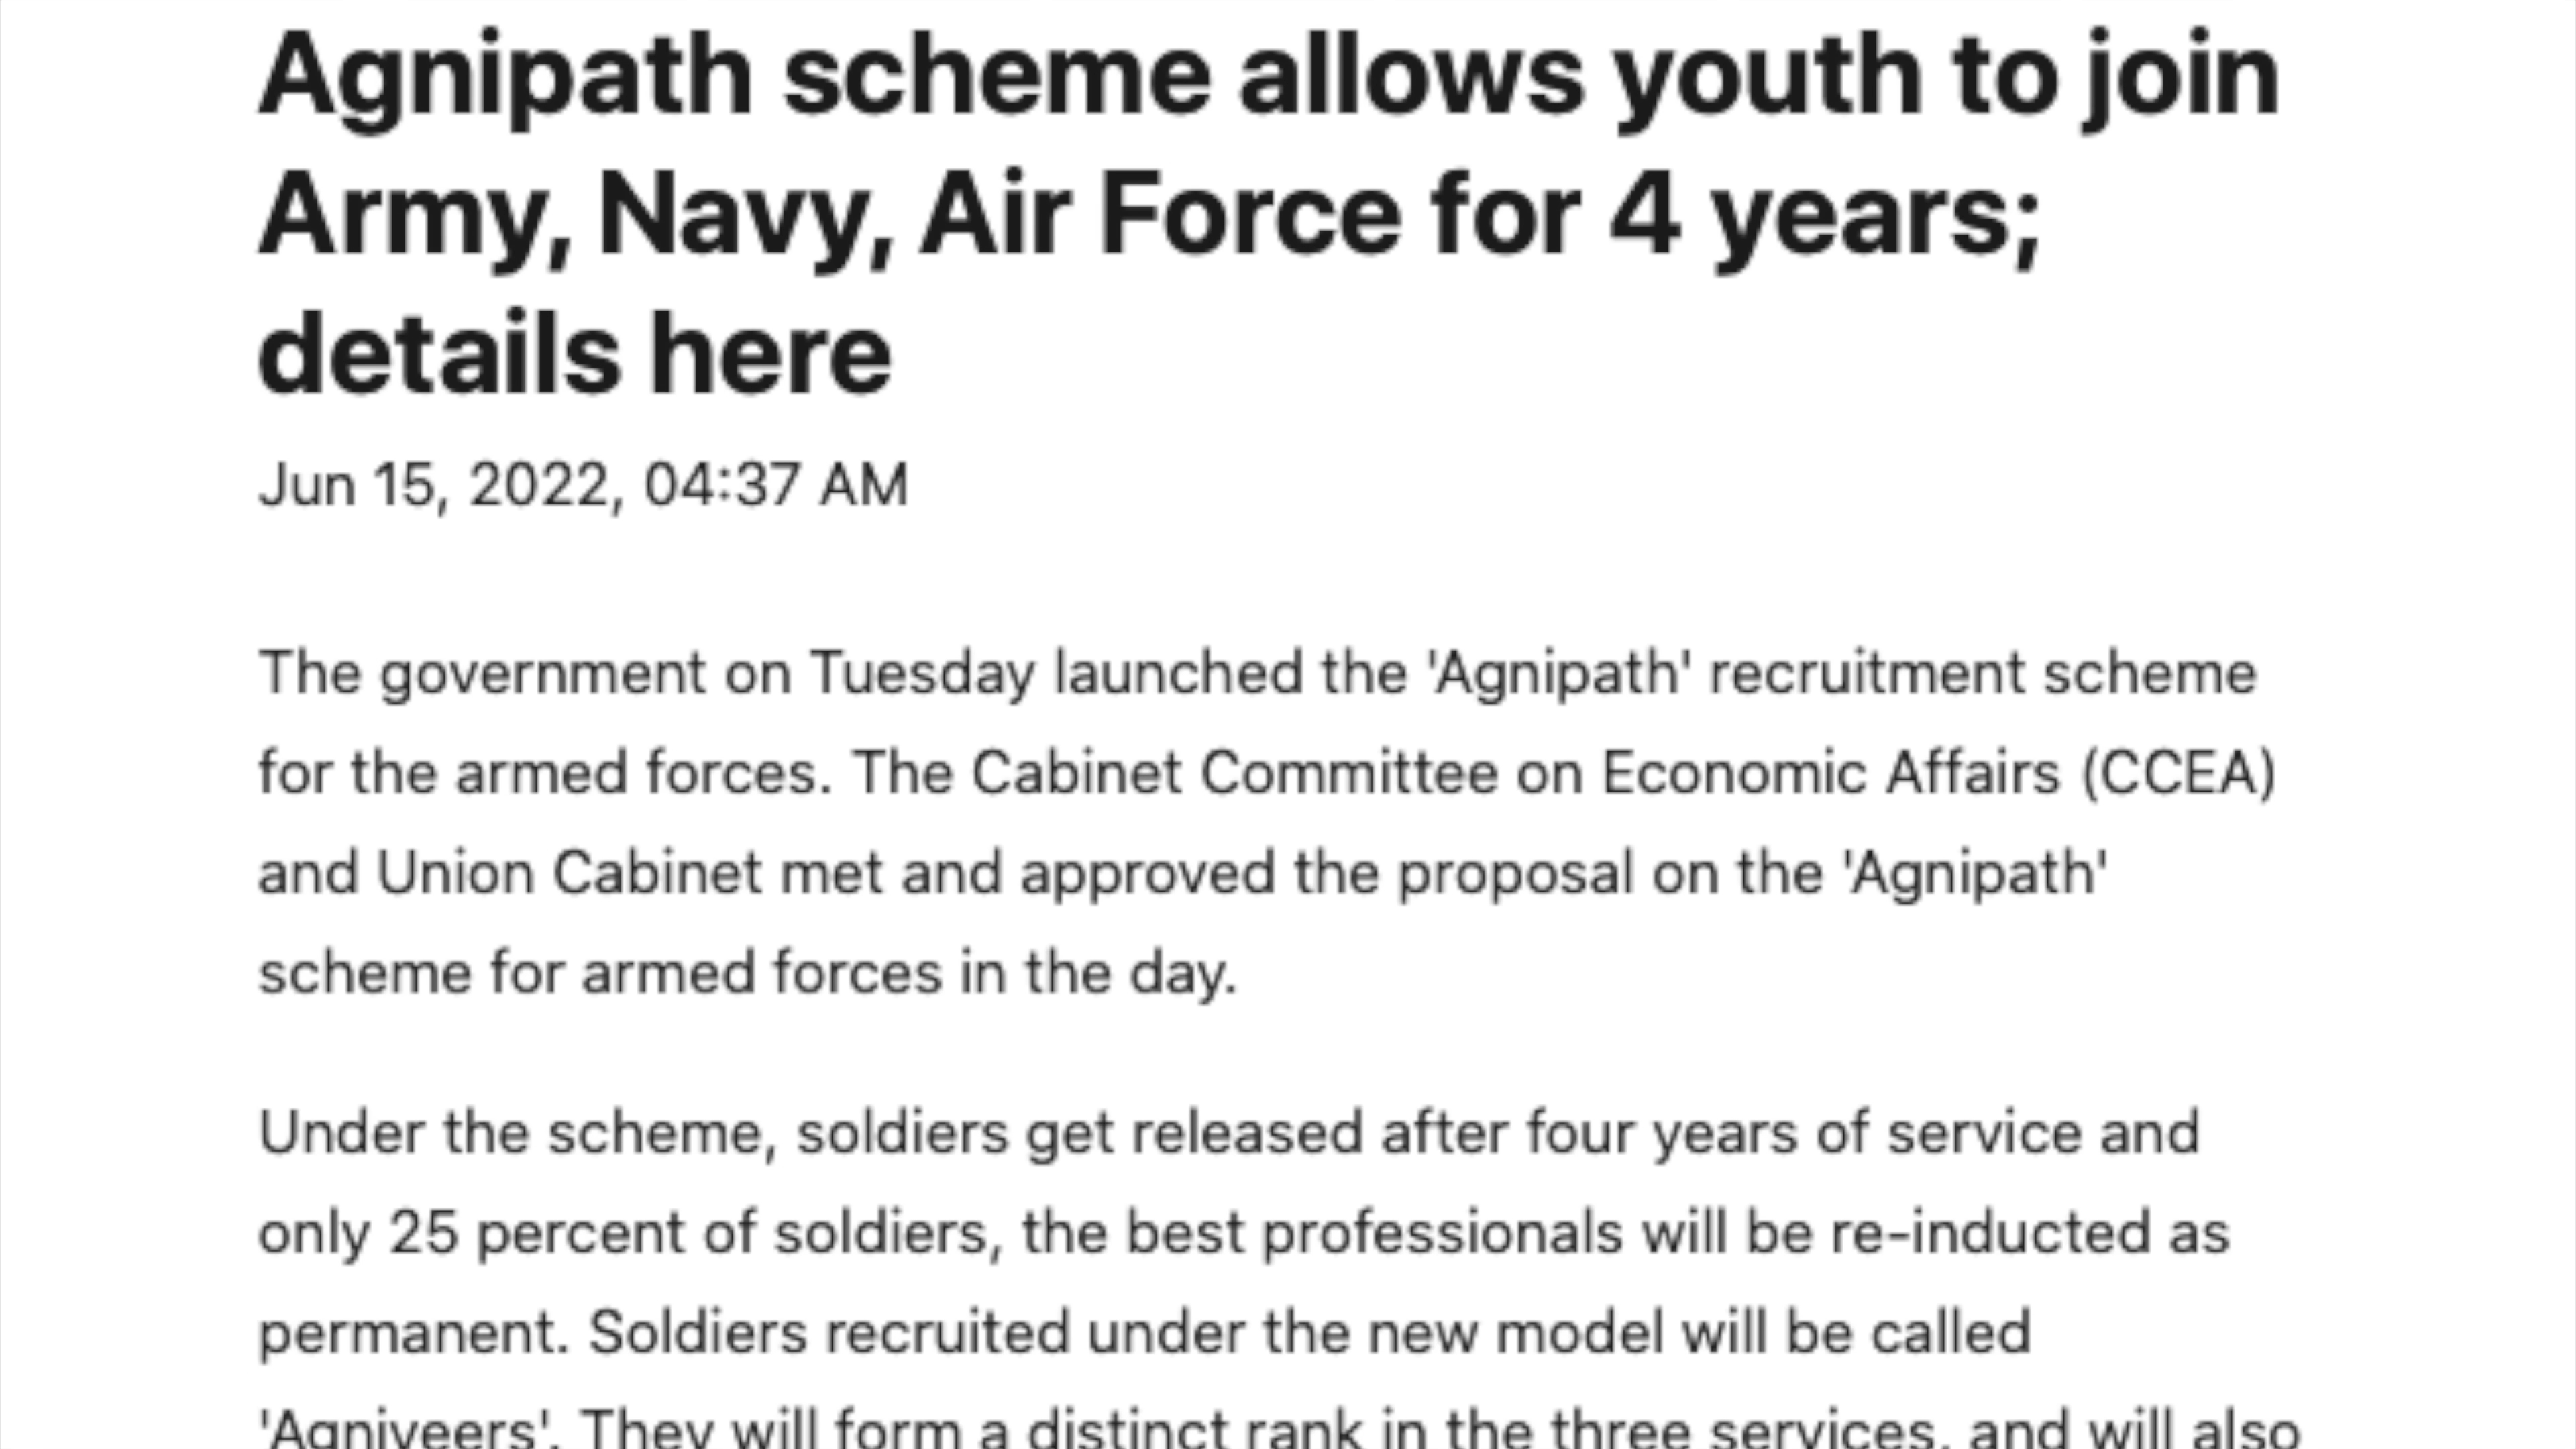 Agnipath scheme allows youth to join
Army, Navy, Air Force for 4 years;
details here
Jun 15, 2022, 04:37 AM
The government on Tuesday launched the 'Agnipath' recruitment scheme
for the armed forces. The Cabinet Committee on Economic Affairs (CCEA)
and Union Cabinet met and approved the proposal on the 'Agnipath'
scheme for armed forces in the day.
Under the scheme, soldiers get released after four years of service and
only 25 percent of soldiers, the best professionals will be re-inducted as
permanent. Soldiers recruited under the new model will be called
'Agniveers'. They will form a distinct rank in the three services, and will also